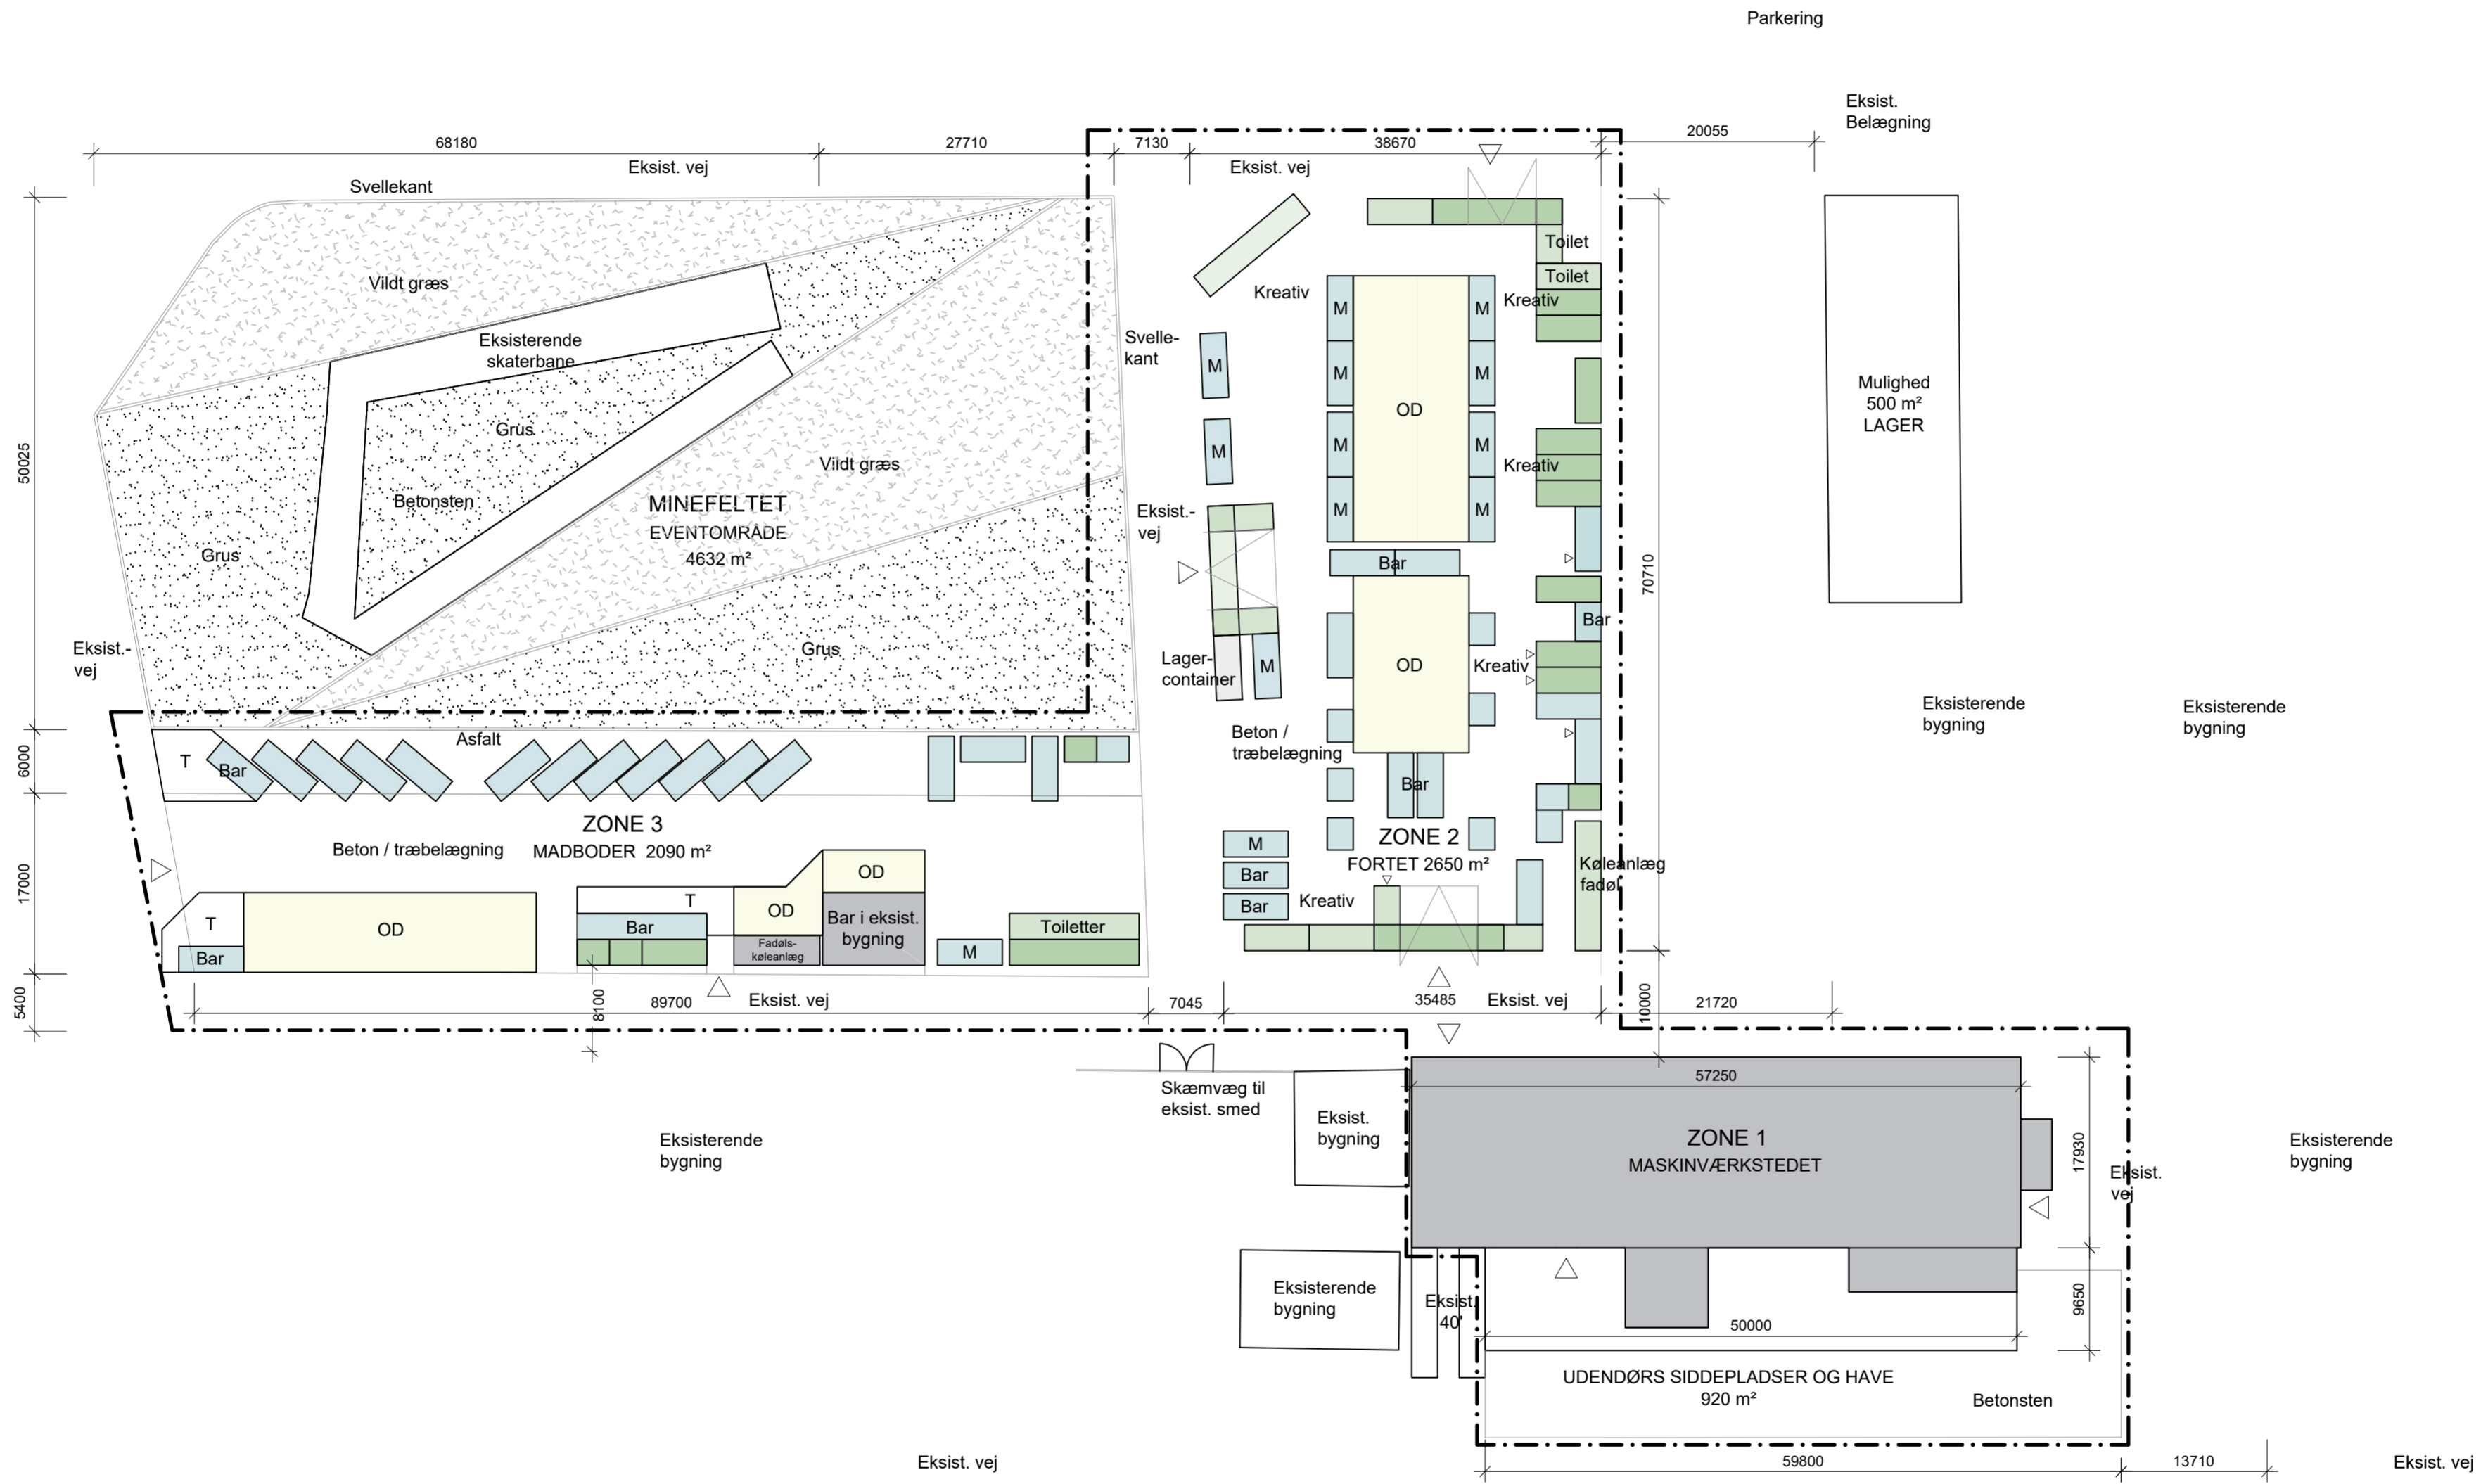 Parkering
Eksist.
Belægning
68180
27710
7130
38670
20055
Eksist. vej
Eksist. vej
Svellekant
Toilet
Toilet
Vildt græs
Kreativ
Kreativ
M
M
Eksisterende
skaterbane
Svelle-
kant
M
M
M
OD
Mulighed
500 m²
LAGER
Grus
M
M
M
Kreativ
Vildt græs
50025
Betonsten
MINEFELTET
EVENTOMRÅDE
4632 m²
Eksist.-
vej
M
M
Grus
Bar
70710
Bar
Eksist.-
vej
Grus
Lager-
container
M
OD
Kreativ
Eksisterende
bygning
Eksisterende
bygning
Beton /
træbelægning
Asfalt
6000
T
Bar
Bar
ZONE 3
MADBODER 2090 m²
Beton / træbelægning
ZONE 2
FORTET 2650 m²
M
Bar
Bar
Kreativ
Køleanlæg
fadøl
17000
T
Bar
OD
T
Bar
OD
OD
Fadøls-
køleanlæg
Bar i eksist.
bygning
M
Toiletter
5400
89700
8100
Eksist. vej
7045
35485
Eksist. vej
10000
21720
Skæmvæg til
eksist. smed
57250
Eksist.
bygning
ZONE 1
MASKINVÆRKSTEDET
17930
Eksist.
vej
Eksisterende
bygning
Eksisterende
bygning
Eksisterende
bygning
Eksist.
40'
9650
50000
UDENDØRS SIDDEPLADSER OG HAVE
920 m²
Betonsten
Eksist. vej
59800
13710
Eksist. vej